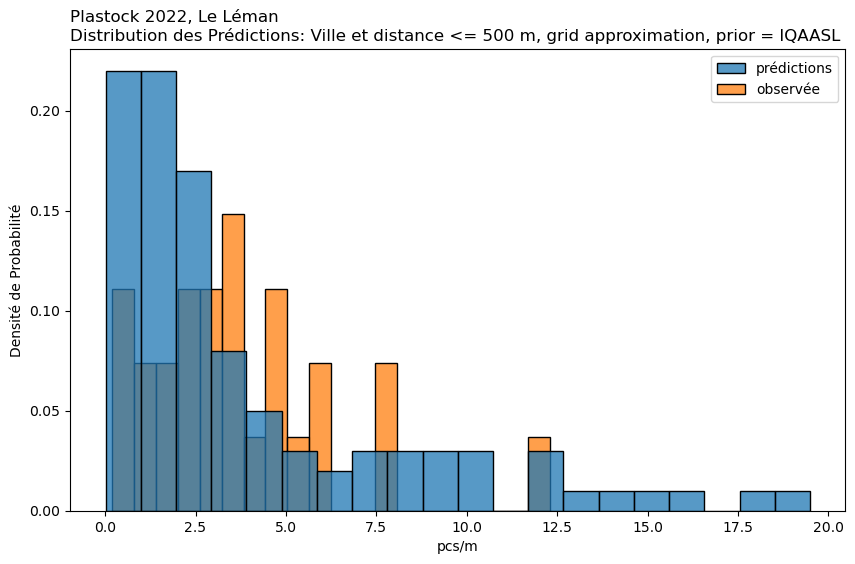 Plastock 2022, Le Léman
Distribution des Prédictions: Ville et distance <= 500 m, grid approximation, prior = IQAASL
prédictions
observée
Densité de Probabilité
0.20
0.15
0.10
0.05
0.00
0.0 2.5 5.0 7.5 10.0 12.5 15.0 17.5 20.0
pcs/m